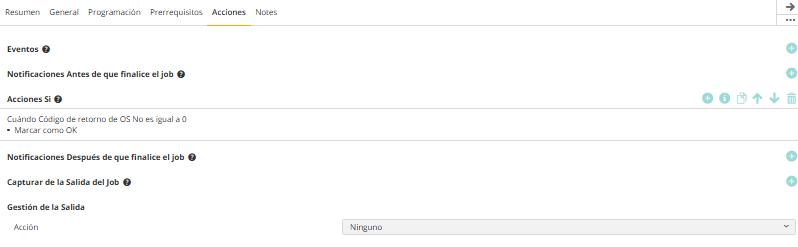 Resumen General Programación Prerrequisitos Acciones Notes
Eventos
Notificaciones Antes de que finalice el job
Acciones Si
Cuándo Código de retorno de OS No es igual a 0
• Marcar como OK
Notificaciones Después de que finalice el job
Capturar de la Salida del Job
Gestión de la Salida
Acción Ninguno